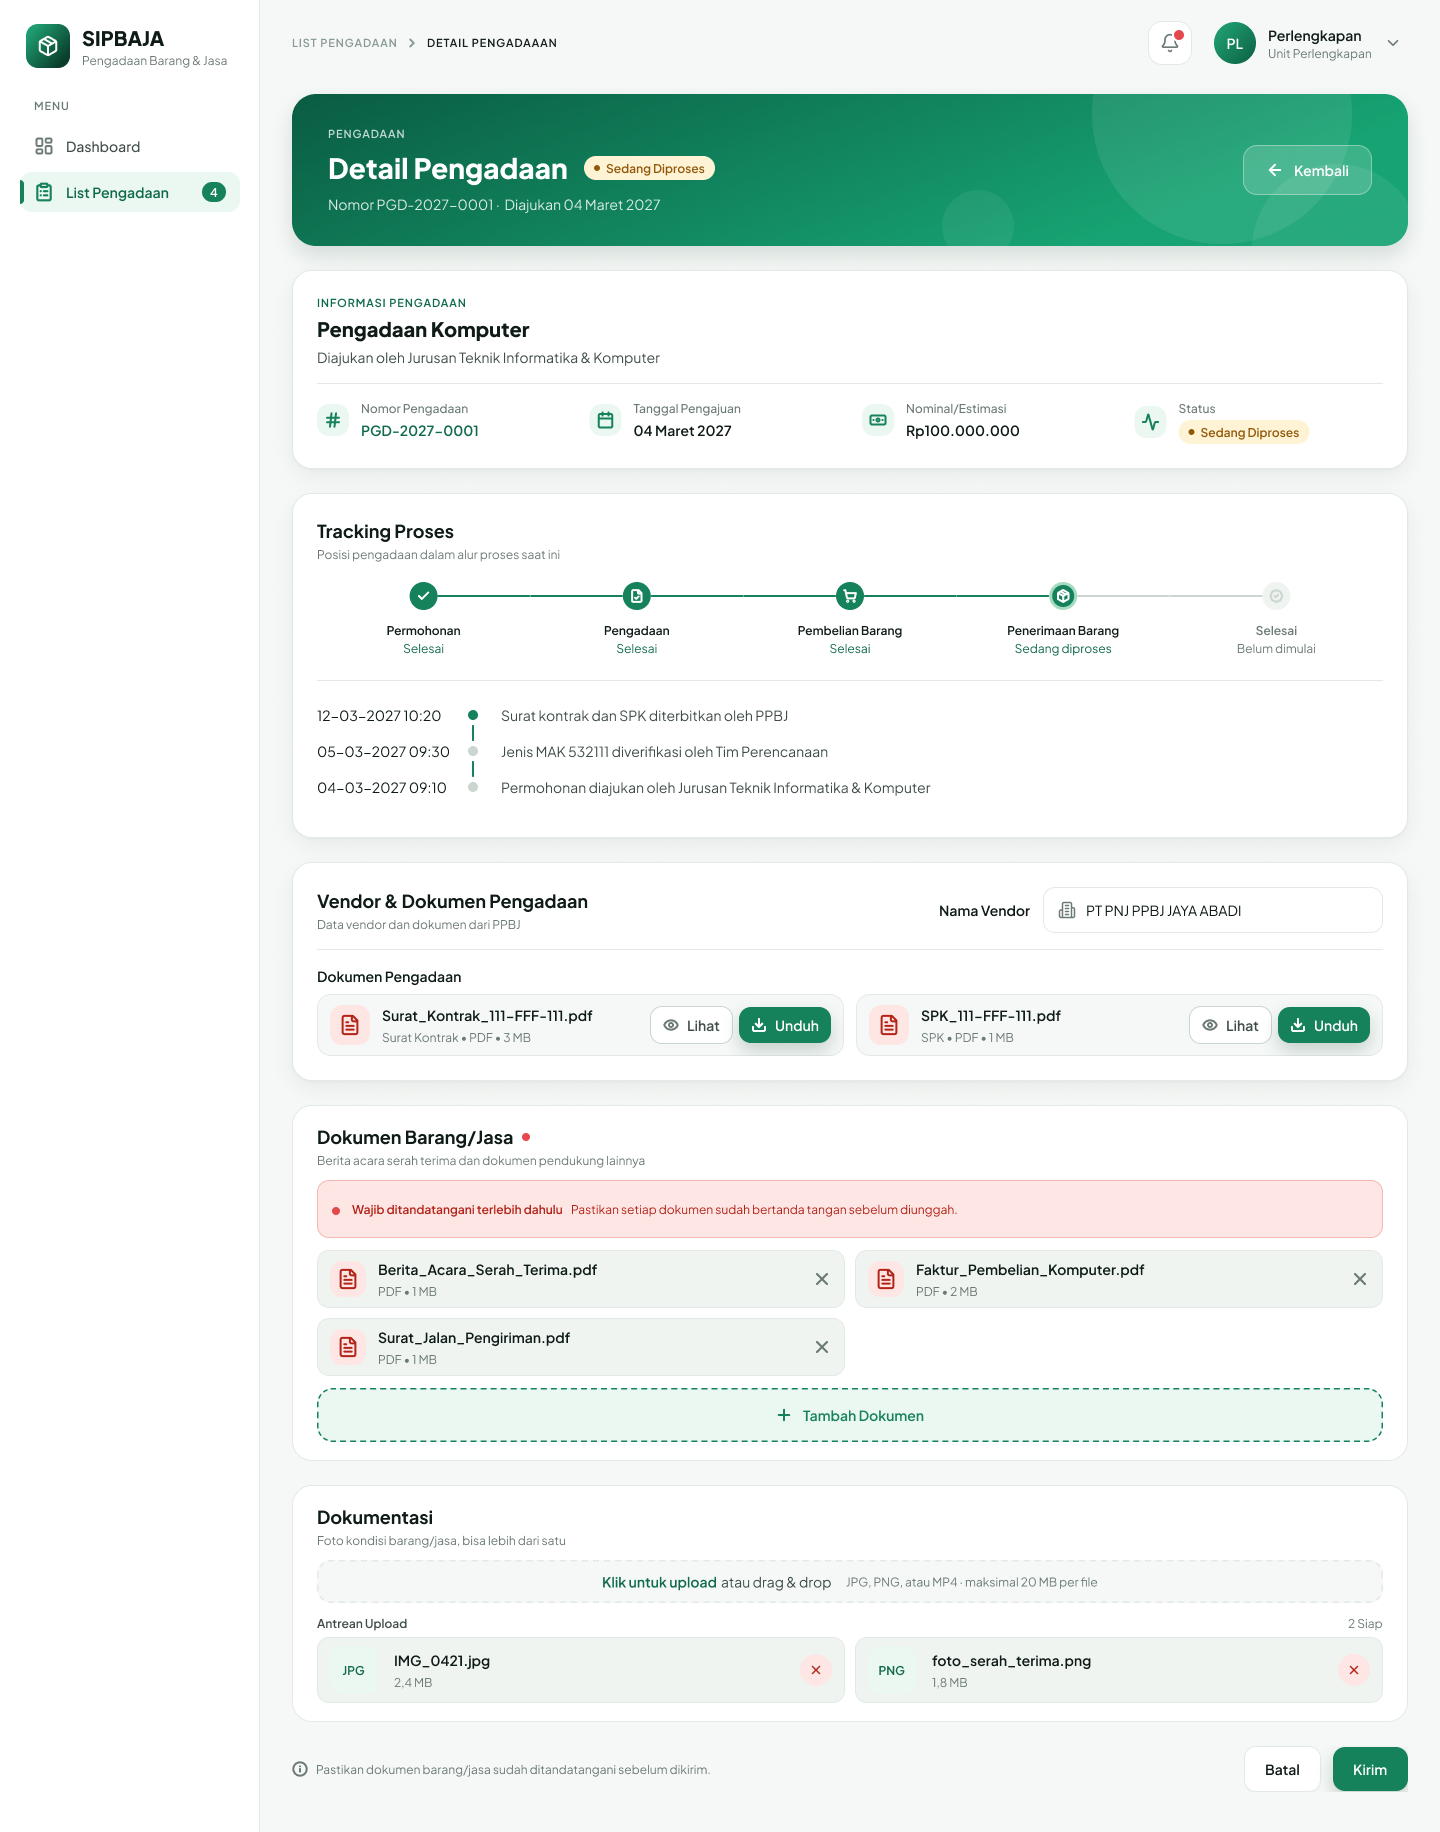 SIPBAJA
Pengadaan Barang & Jasa
MENU
Dashboard
List Pengadaan 4
LIST PENGADAAN > DETAIL PENGADAAAN
PL
Perlengkapan
Unit Perlengkapan
PENGADAAN
Detail Pengadaan
Sedang Diproses
Nomor PGD-2027-0001 · Diajukan 04 Maret 2027
Kembali
INFORMASI PENGADAAN
Pengadaan Komputer
Diajukan oleh Jurusan Teknik Informatika & Komputer
Nomor Pengadaan
PGD-2027-0001
Tanggal Pengajuan
04 Maret 2027
Nominal/Estimasi
Rp100.000.000
Status
Sedang Diproses
Tracking Proses
Posisi pengadaan dalam alur proses saat ini
Permohonan
Selesai
Pengadaan
Selesai
Pembelian Barang
Selesai
Penerimaan Barang
Sedang diproses
Selesai
Belum dimulai
12-03-2027 10:20 Surat kontrak dan SPK diterbitkan oleh PPBJ
05-03-2027 09:30 Jenis MAK 532111 diverifikasi oleh Tim Perencanaan
04-03-2027 09:10 Permohonan diajukan oleh Jurusan Teknik Informatika & Komputer
Vendor & Dokumen Pengadaan
Data vendor dan dokumen dari PPBJ
Nama Vendor
PT PNJ PPBJ JAYA ABADI
Dokumen Pengadaan
Surat_Kontrak_111-FFF-111.pdf
Surat Kontrak • PDF • 3 MB
Lihat
Unduh
SPK_111-FFF-111.pdf
SPK • PDF • 1 MB
Lihat
Unduh
Dokumen Barang/Jasa
Berita acara serah terima dan dokumen pendukung lainnya
Wajib ditandatangani terlebih dahulu Pastikan setiap dokumen sudah bertanda tangan sebelum diunggah.
Berita_Acara_Serah_Terima.pdf
PDF • 1 MB
Faktur_Pembelian_Komputer.pdf
PDF • 2 MB
Surat_Jalan_Pengiriman.pdf
PDF • 1 MB
Tambah Dokumen
Dokumentasi
Foto kondisi barang/jasa, bisa lebih dari satu
Klik untuk upload atau drag & drop JPG, PNG, atau MP4 · maksimal 20 MB per file
Antrean Upload
2 Siap
JPG
IMG_0421.jpg
2,4 MB
PNG
foto_serah_terima.png
1,8 MB
Pastikan dokumen barang/jasa sudah ditandatangani sebelum dikirim.
Batal
Kirim